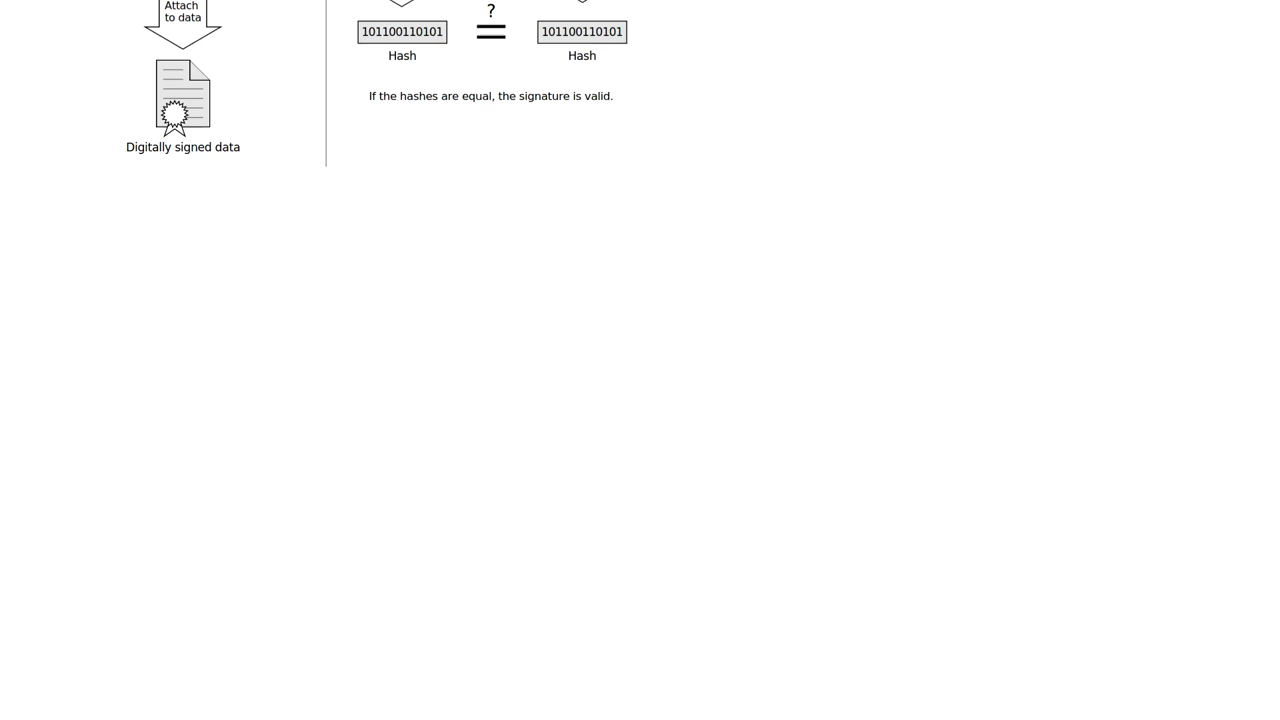 Attach
to data
Digitally signed data
?
101100110101
101100110101
Hash
Hash
If the hashes are equal, the signature is valid.